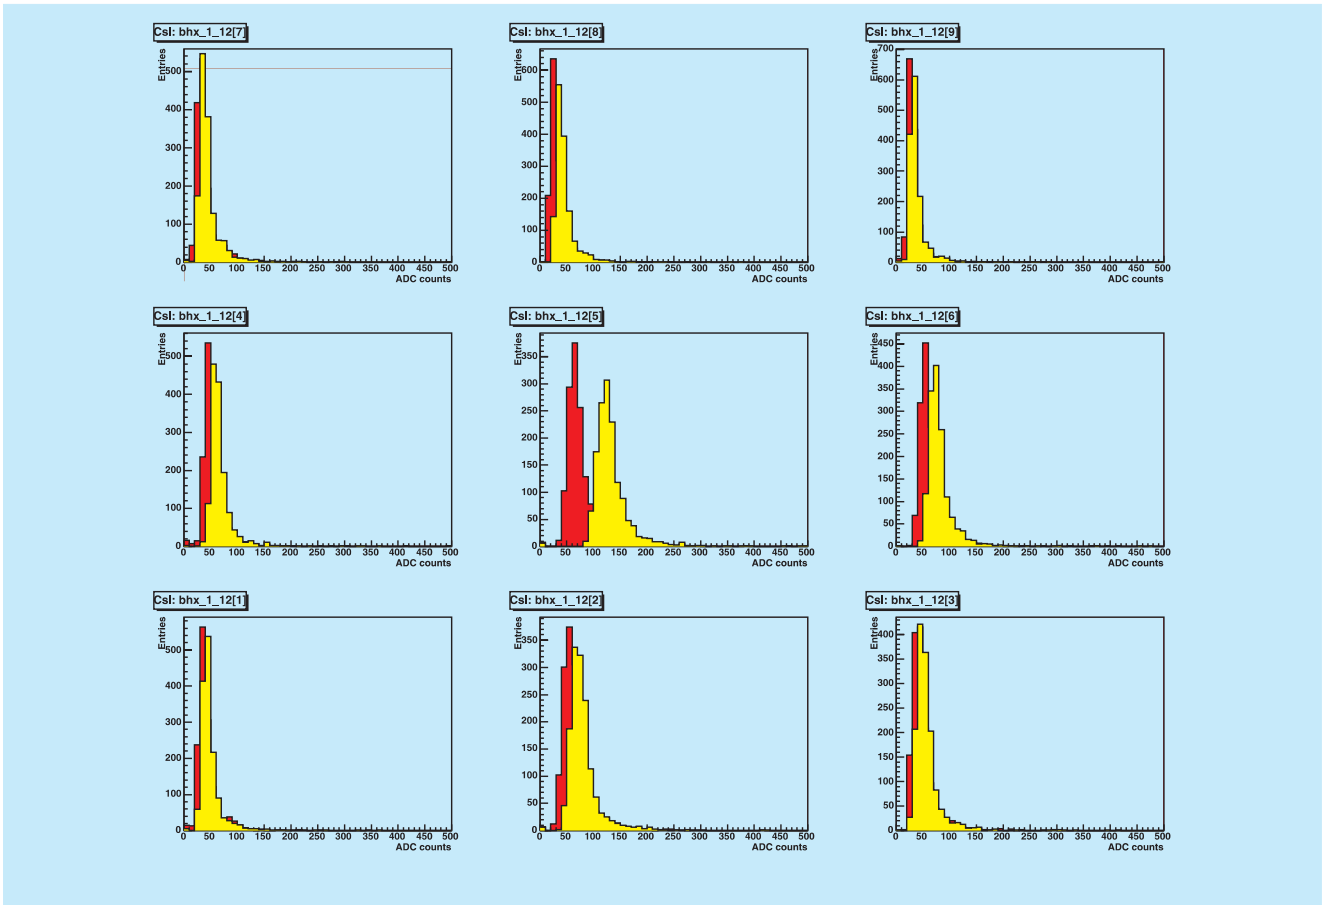 CsI: bhx_1_12[7]
Entries
500
400
300
200
100
0
0 50 100 150 200 250 300 350 400 450 500
ADC counts
CsI: bhx_1_12[8]
Entries
600
500
400
300
200
100
0
0 50 100 150 200 250 300 350 400 450 500
ADC counts
CsI: bhx_1_12[9]
Entries
700
600
500
400
300
200
100
0
0 50 100 150 200 250 300 350 400 450 500
ADC counts
CsI: bhx_1_12[4]
Entries
500
400
300
200
100
0
0 50 100 150 200 250 300 350 400 450 500
ADC counts
CsI: bhx_1_12[5]
Entries
350
300
250
200
150
100
50
0
0 50 100 150 200 250 300 350 400 450 500
ADC counts
CsI: bhx_1_12[6]
Entries
450
400
350
300
250
200
150
100
50
0
0 50 100 150 200 250 300 350 400 450 500
ADC counts
CsI: bhx_1_12[1]
Entries
500
400
300
200
100
0
0 50 100 150 200 250 300 350 400 450 500
ADC counts
CsI: bhx_1_12[2]
Entries
350
300
250
200
150
100
50
0
0 50 100 150 200 250 300 350 400 450 500
ADC counts
CsI: bhx_1_12[3]
Entries
400
350
300
250
200
150
100
50
0
0 50 100 150 200 250 300 350 400 450 500
ADC counts